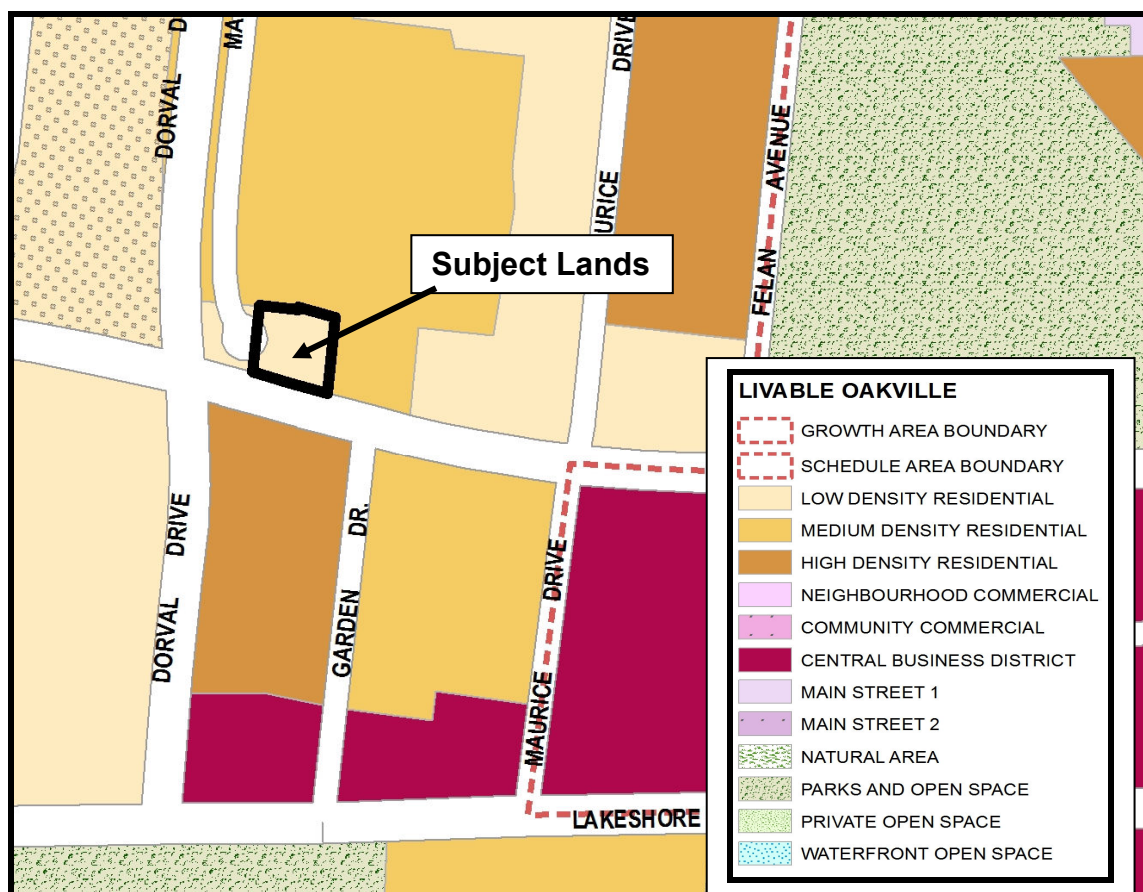 D
MA
DORVAL
DRIVE
URICE
FELAN AVENUE
Subject Lands
DORVAL DRIVE
GARDEN DR.
MAURICE DRIVE
LAKESHORE
LIVABLE OAKVILLE
GROWTH AREA BOUNDARY
SCHEDULE AREA BOUNDARY
LOW DENSITY RESIDENTIAL
MEDIUM DENSITY RESIDENTIAL
HIGH DENSITY RESIDENTIAL
NEIGHBOURHOOD COMMERCIAL
COMMUNITY COMMERCIAL
CENTRAL BUSINESS DISTRICT
MAIN STREET 1
MAIN STREET 2
NATURAL AREA
PARKS AND OPEN SPACE
PRIVATE OPEN SPACE
WATERFRONT OPEN SPACE